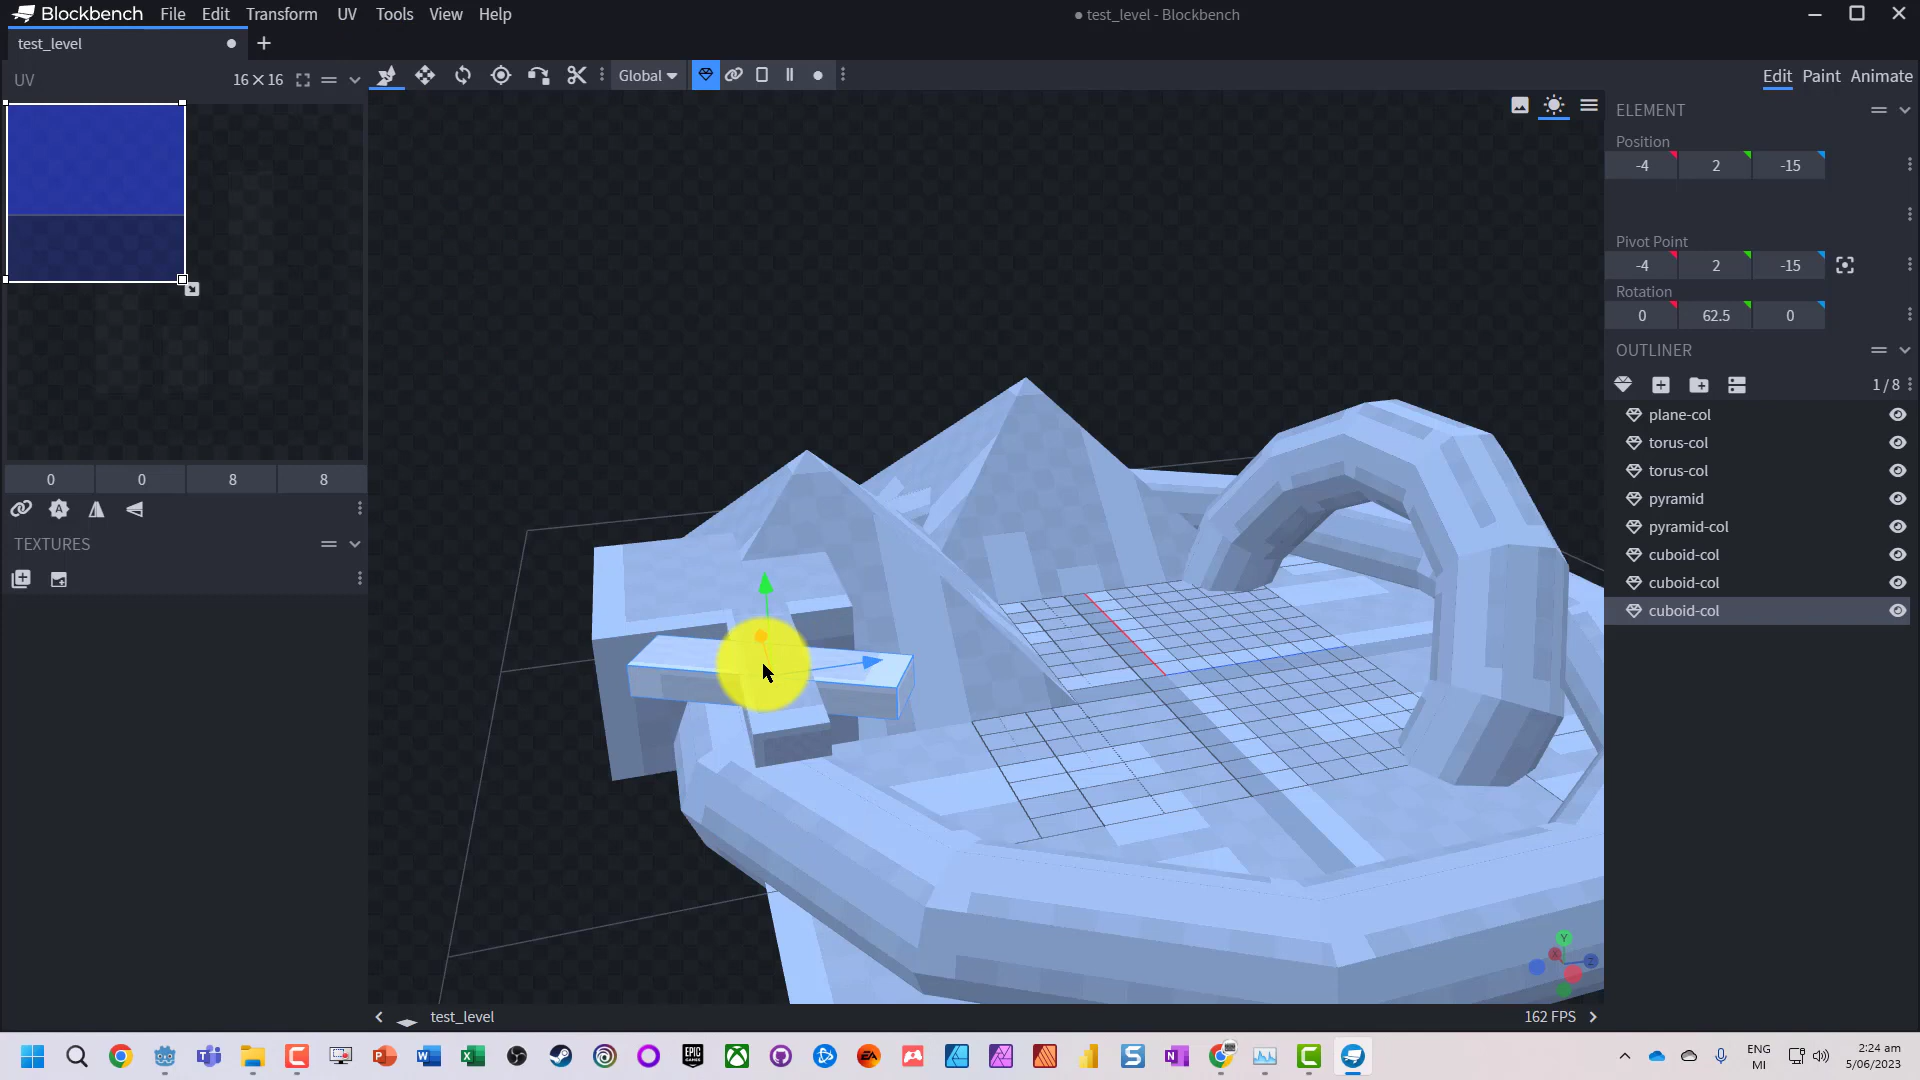 Blockbench File Edit Transform UV Tools View Help
test_level - Blockbench
test_level
UV 16×16
Global
Edit Paint Animate
ELEMENT
Position
-4 2 -15
Pivot Point
-4 2 -15
Rotation
0 62.5 0
OUTLINER
1 / 8
plane-col
torus-col
torus-col
pyramid
pyramid-col
cuboid-col
cuboid-col
cuboid-col
0 0 8 8
TEXTURES
Y
Z
test_level
162 FPS
ENG
MI
2:24 am
5/06/2023